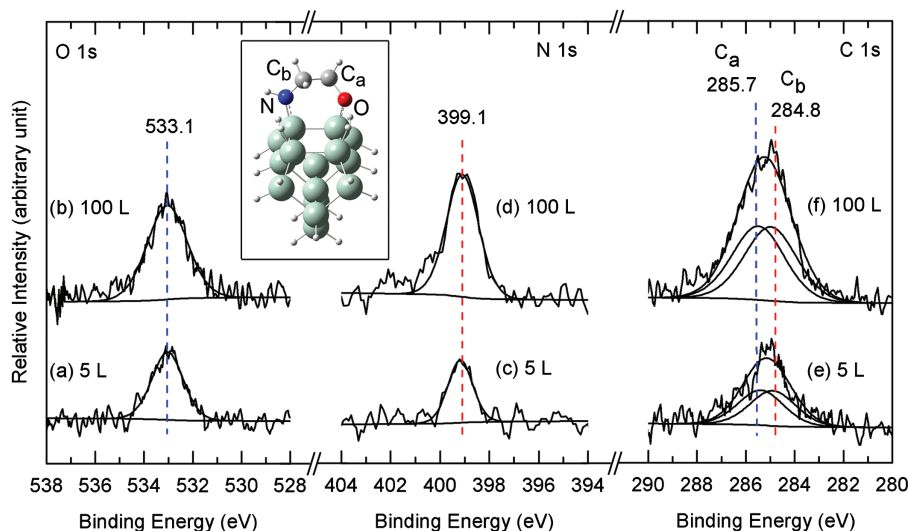 O 1s
N 1s
C 1s
Cb
Ca
N
O
533.1
399.1
Ca
285.7
Cb
284.8
(b) 100 L
(d) 100 L
(f) 100 L
(a) 5 L
(c) 5 L
(e) 5 L
Relative Intensity (arbitrary unit)
538 536 534 532 530 528
404 402 400 398 396 394
290 288 286 284 282 280
Binding Energy (eV)
Binding Energy (eV)
Binding Energy (eV)